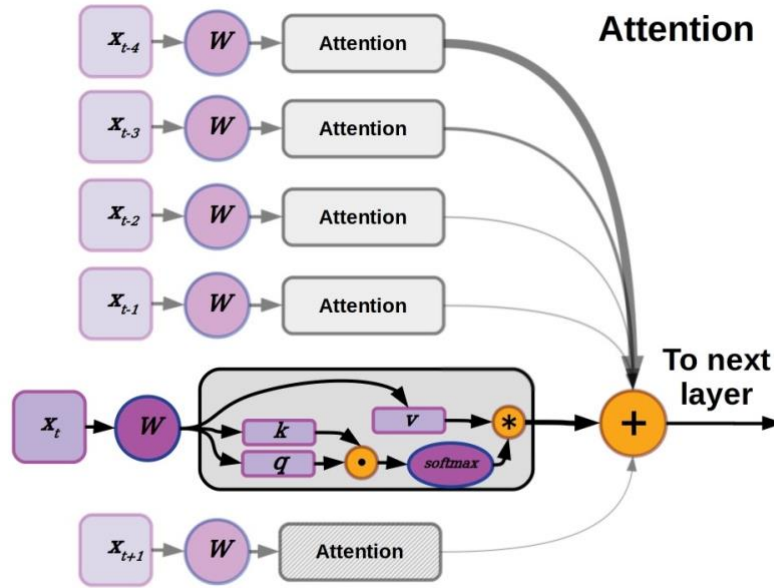 Attention
x_{t-4} W Attention
x_{t-3} W Attention
x_{t-2} W Attention
x_{t-1} W Attention
To next
layer
x_t W v *
k
q · softmax
+
x_{t+1} W Attention